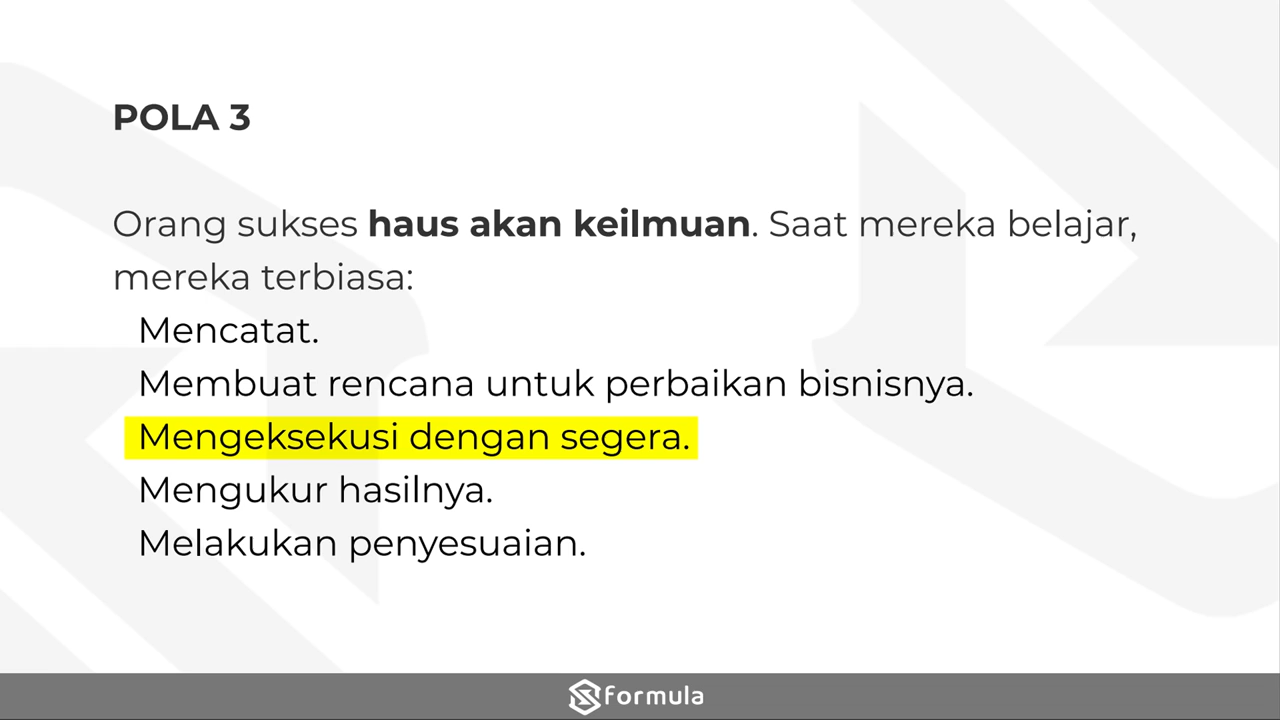 POLA 3
Orang sukses haus akan keilmuan. Saat mereka belajar,
mereka terbiasa:
Mencatat.
Membuat rencana untuk perbaikan bisnisnya.
Mengeksekusi dengan segera.
Mengukur hasilnya.
Melakukan penyesuaian.
formula